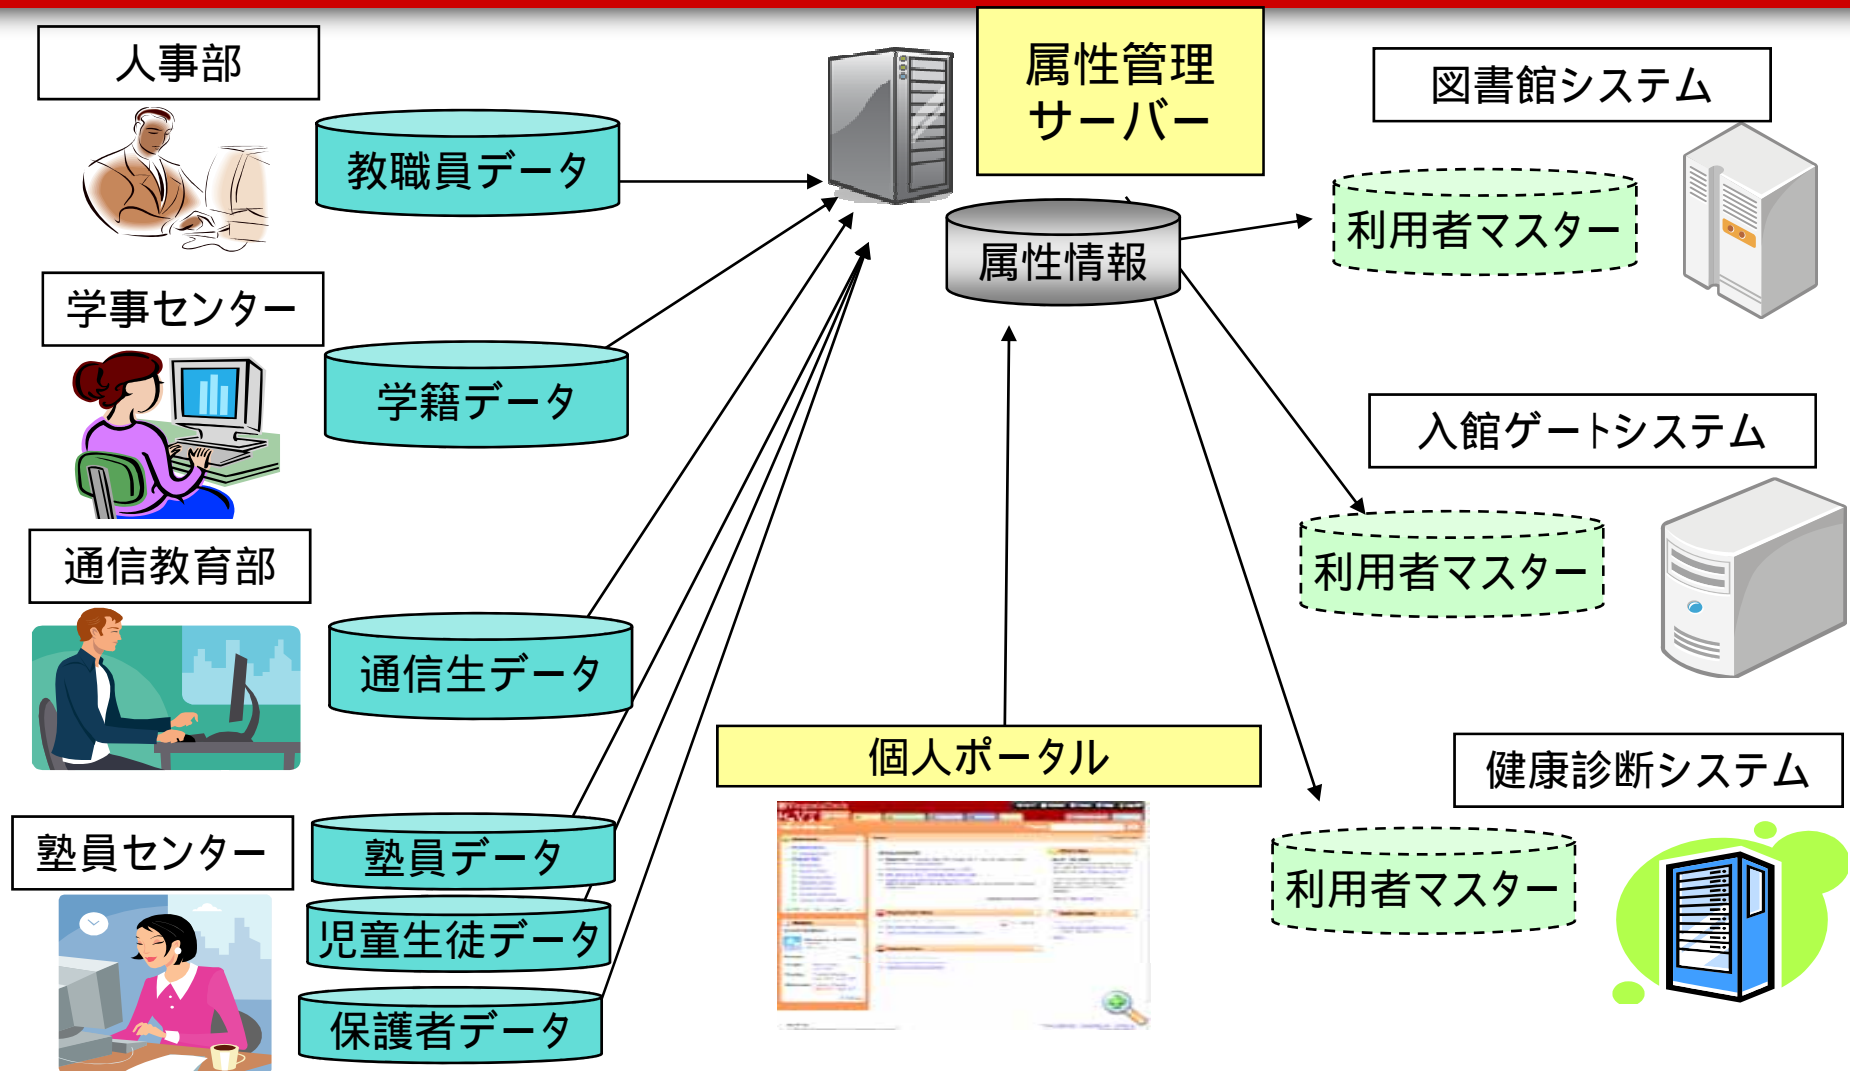 人事部
教職員データ
学事センター
学籍データ
通信教育部
通信生データ
塾員センター
塾員データ
児童生徒データ
保護者データ
属性管理
サーバー
属性情報
個人ポータル
図書館システム
利用者マスター
入館ゲートシステム
利用者マスター
健康診断システム
利用者マスター